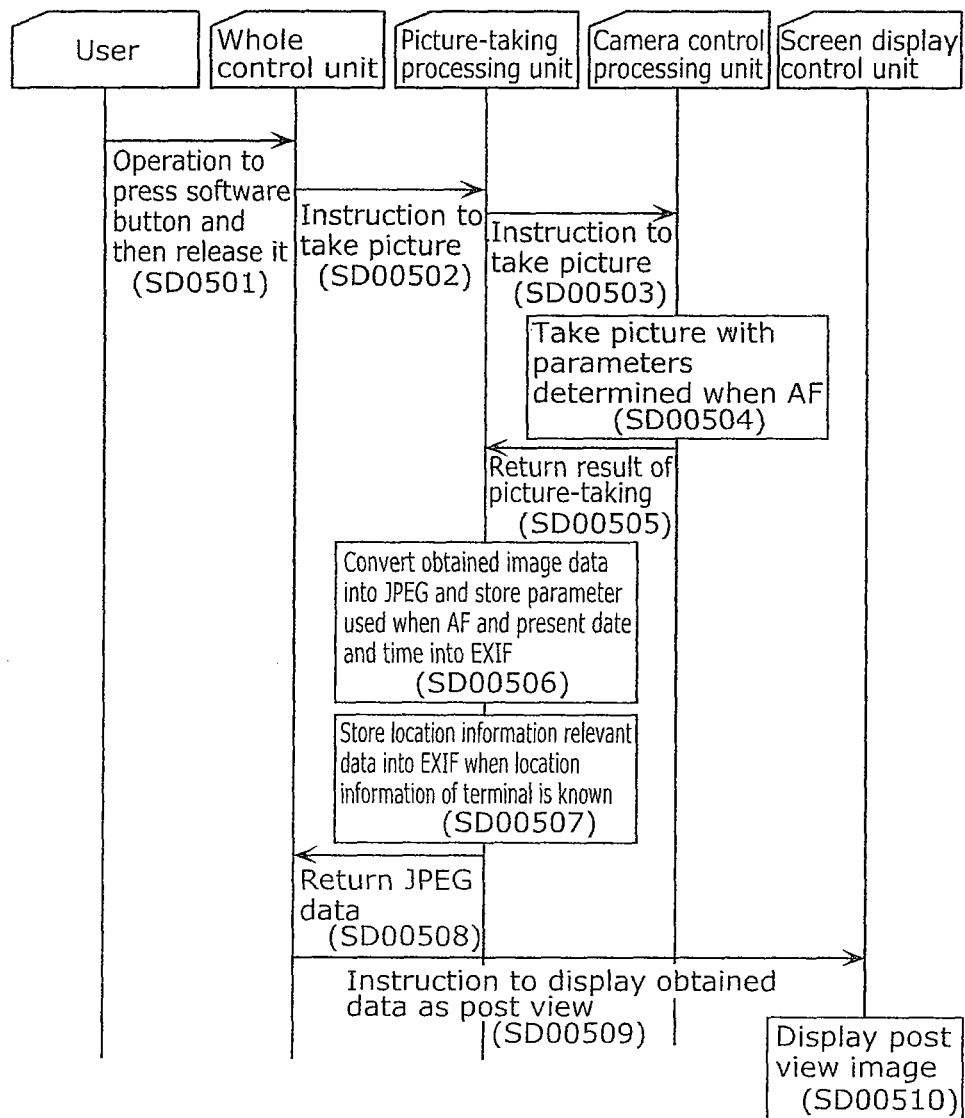 User
Whole
control unit
Picture-taking
processing unit
Camera control
processing unit
Screen display
control unit
Operation to
press software
button and
then release it
(SD0501)
Instruction to
take picture
(SD00502)
Instruction to
take picture
(SD00503)
Take picture with
parameters
determined when AF
(SD00504)
Return result of
picture-taking
(SD00505)
Convert obtained image data
into JPEG and store parameter
used when AF and present date
and time into EXIF
(SD00506)
Store location information relevant
data into EXIF when location
information of terminal is known
(SD00507)
Return JPEG
data
(SD00508)
Instruction to display obtained
data as post view
(SD00509)
Display post
view image
(SD00510)